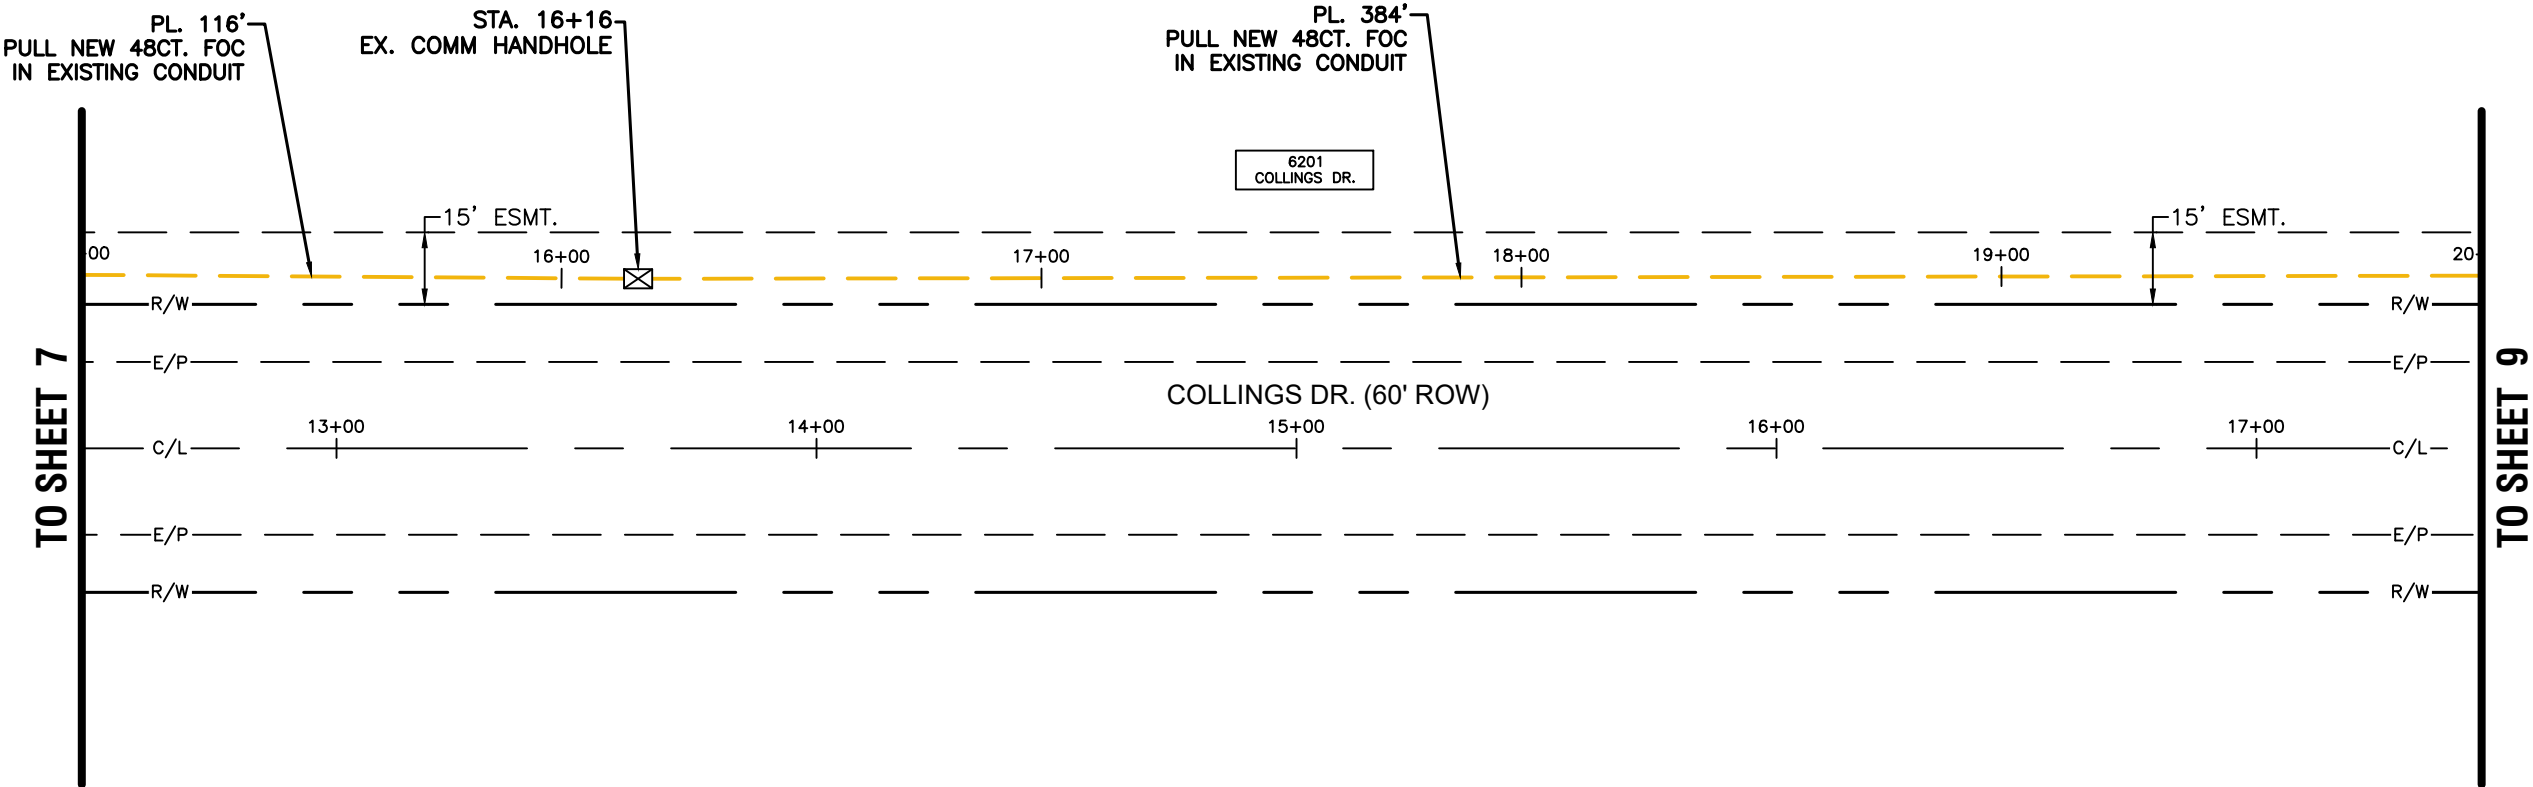 PL. 116'
PULL NEW 48CT. FOC
IN EXISTING CONDUIT
STA. 16+16
EX. COMM HANDHOLE
PL. 384'
PULL NEW 48CT. FOC
IN EXISTING CONDUIT
6201
COLLINGS DR.
15' ESMT.
15' ESMT.
00
16+00
17+00
18+00
19+00
20
R/W
R/W
E/P
E/P
COLLINGS DR. (60' ROW)
13+00
14+00
15+00
16+00
17+00
C/L
C/L
E/P
E/P
R/W
R/W
TO SHEET 7
TO SHEET 9